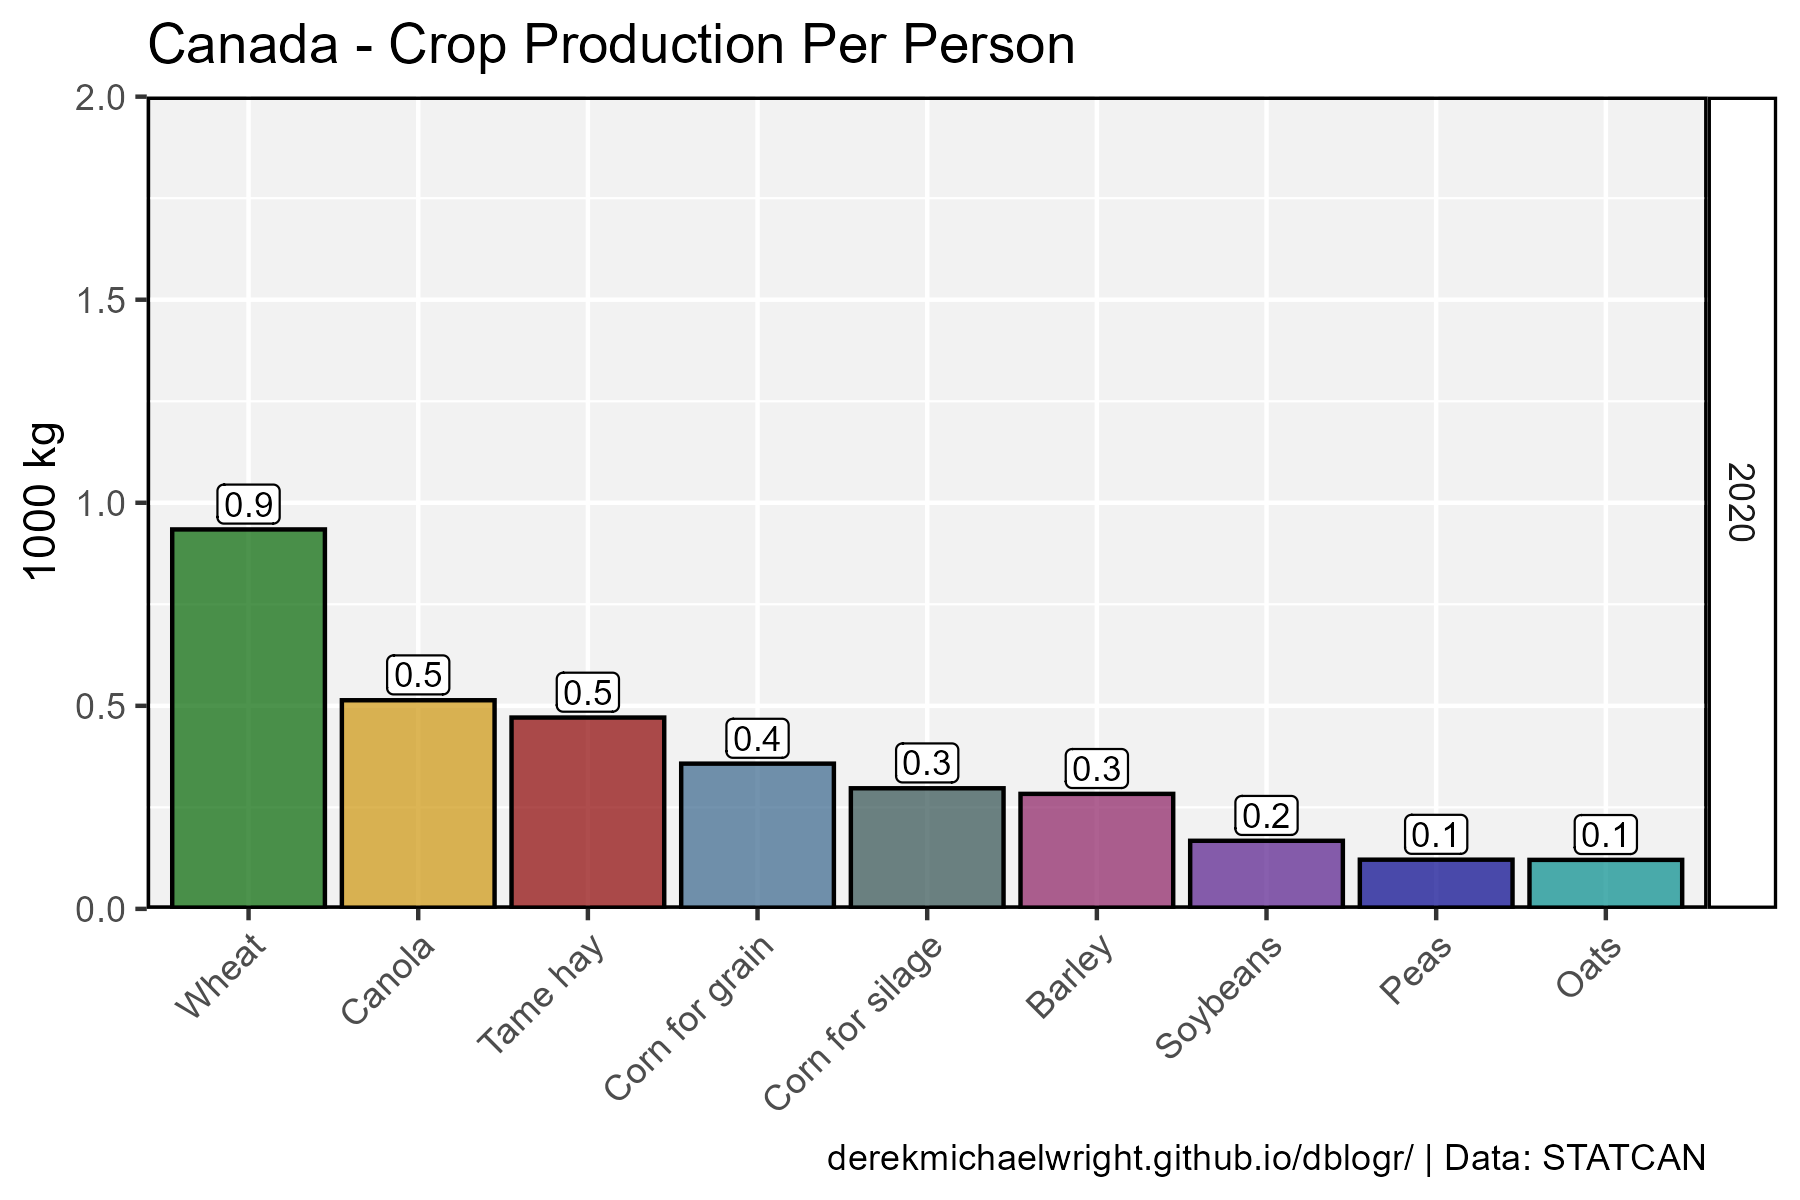 Canada - Crop Production Per Person
2.0
1.5
1.0
0.5
0.0
1000 kg
0.9
0.5
0.5
0.4
0.3
0.3
0.2
0.1
0.1
2020
Wheat
Canola
Tame hay
Corn for grain
Corn for silage
Barley
Soybeans
Peas
Oats
derekmichaelwright.github.io/dblogr/ | Data: STATCAN